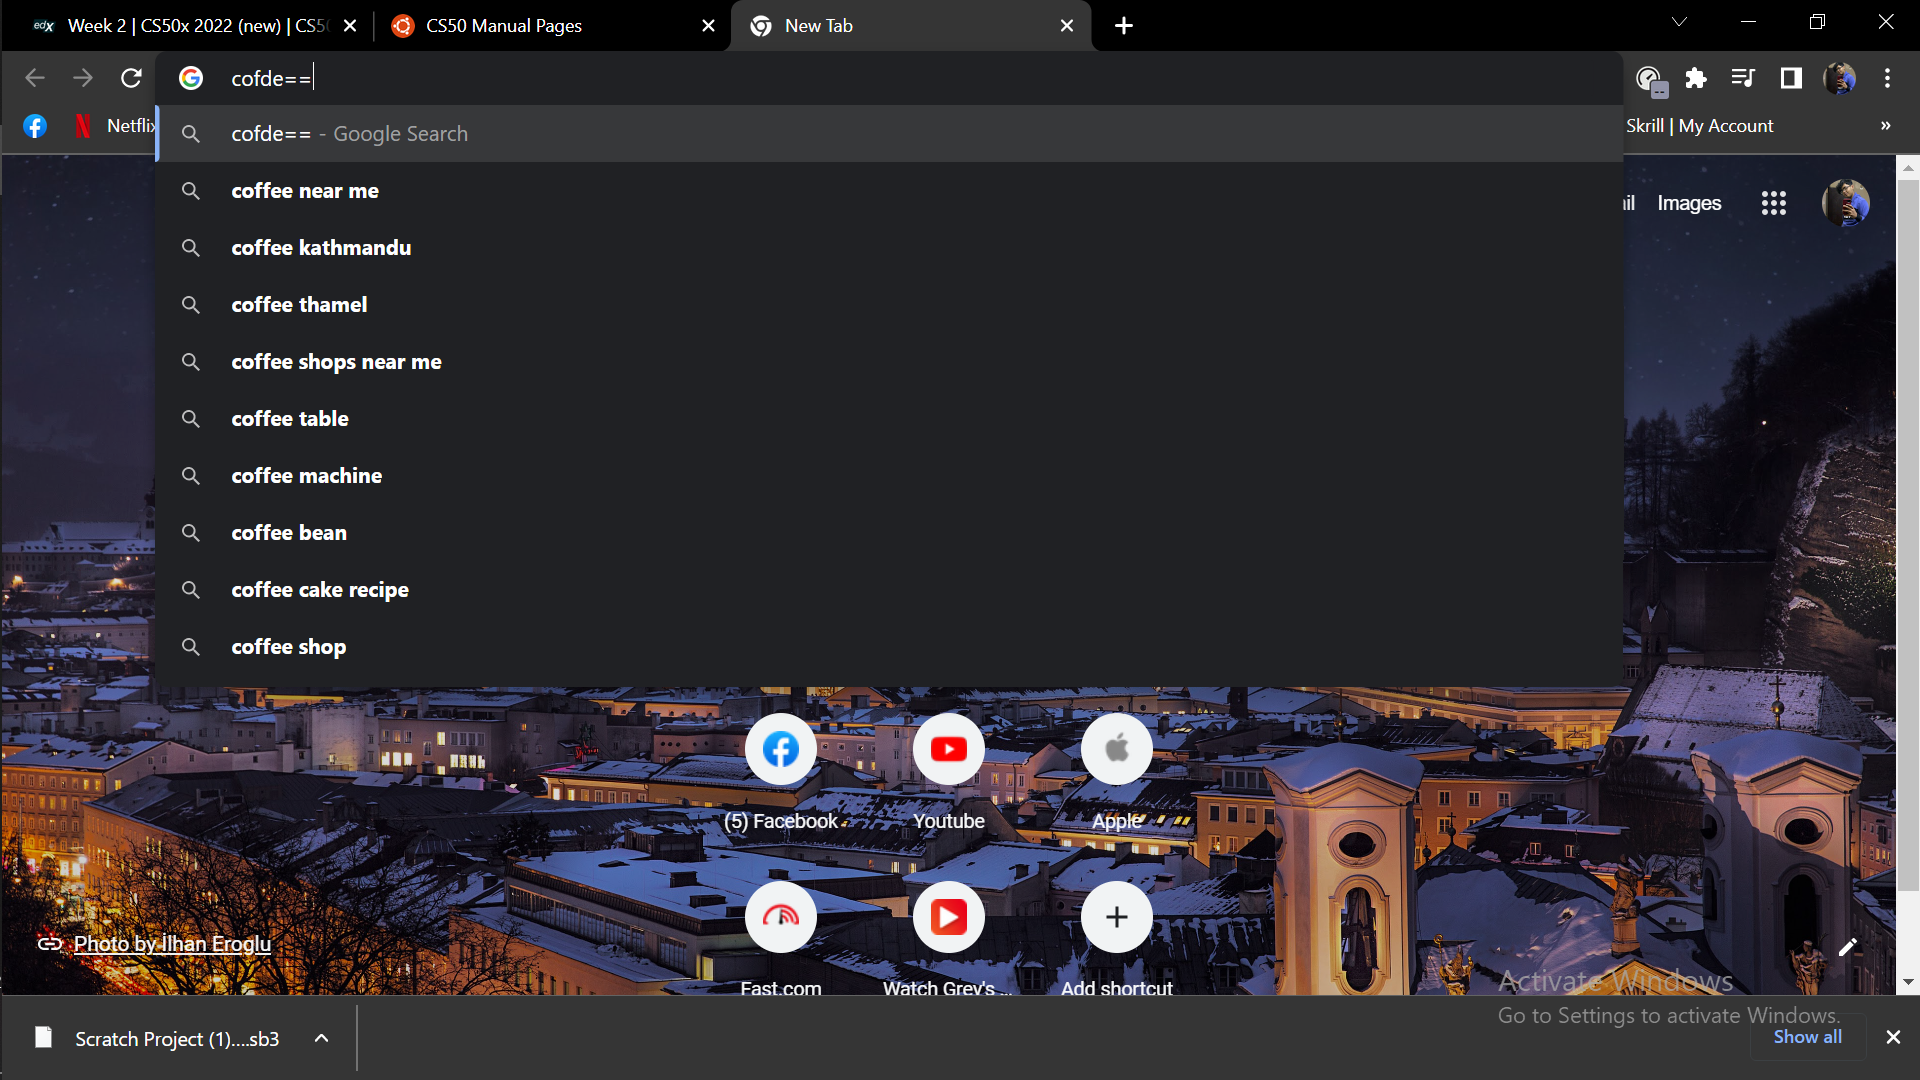 edX Week 2 | CS50x 2022 (new) | CS5
CS50 Manual Pages
New Tab
cofde==
Netflix
cofde== - Google Search
Skrill | My Account
»
coffee near me
ail Images
coffee kathmandu
coffee thamel
coffee shops near me
coffee table
coffee machine
coffee bean
coffee cake recipe
coffee shop
(5) Facebook
Youtube
Apple
Photo by İlhan Eroglu
Fast.com
Watch Grey's ...
Add shortcut
Activate Windows
Go to Settings to activate Windows.
Scratch Project (1)....sb3
Show all